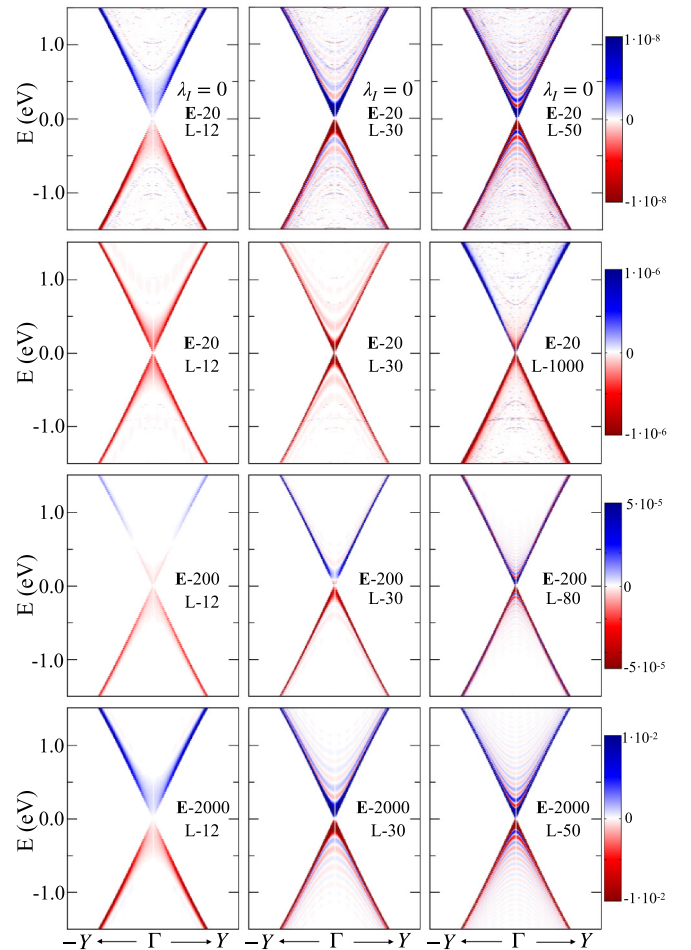 1.0
0.0
-1.0
E (eV)
λ_I = 0
E-20
L-12
λ_I = 0
E-20
L-30
λ_I = 0
E-20
L-50
1·10⁻⁸
0
-1·10⁻⁸
1.0
0.0
-1.0
E (eV)
E-20
L-12
E-20
L-30
E-20
L-1000
1·10⁻⁶
0
-1·10⁻⁶
1.0
0.0
-1.0
E (eV)
E-200
L-12
E-200
L-30
E-200
L-80
5·10⁻⁵
0
-5·10⁻⁵
1.0
0.0
-1.0
E (eV)
E-2000
L-12
E-2000
L-30
E-2000
L-50
1·10⁻²
0
-1·10⁻²
−Y ← Γ → Y
−Y ← Γ → Y
−Y ← Γ → Y